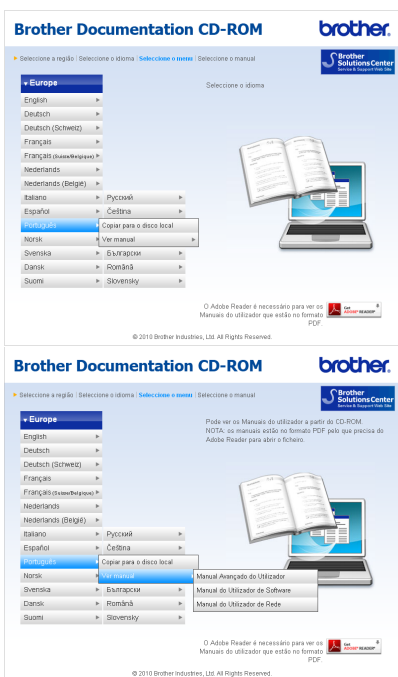 Brother Documentation CD-ROM
brother.
Seleccione a região | Seleccione o idioma | Seleccione o menu | Seleccione o manual
Brother
Solutions Center
Service & Support Web Site
Europe
Seleccione o idioma
English
Deutsch
Deutsch (Schweiz)
Français
Français (Suisse/Belgique)
Nederlands
Nederlands (België)
Italiano
Русский
Español
Čeština
Português
Copiar para o disco local
Norsk
Ver manual
Svenska
Български
Dansk
Română
Suomi
Slovensky
O Adobe Reader é necessário para ver os
Manuais do utilizador que estão no formato
PDF
Get
ADOBE® READER®
© 2010 Brother Industries, Ltd. All Rights Reserved.
Brother Documentation CD-ROM
brother.
Seleccione a região | Seleccione o idioma | Seleccione o menu | Seleccione o manual
Brother
Solutions Center
Service & Support Web Site
Europe
Pode ver os Manuais do utilizador a partir do CD-ROM.
NOTA: os manuais estão no formato PDF pelo que precisa do
Adobe Reader para abrir o ficheiro.
English
Deutsch
Deutsch (Schweiz)
Français
Français (Suisse/Belgique)
Nederlands
Nederlands (België)
Italiano
Русский
Español
Čeština
Português
Copiar para o disco local
Norsk
Ver manual
Manual Avançado do Utilizador
Svenska
Български
Manual do Utilizador de Software
Dansk
Română
Manual do Utilizador de Rede
Suomi
Slovensky
O Adobe Reader é necessário para ver os
Manuais do utilizador que estão no formato
PDF
Get
ADOBE® READER®
© 2010 Brother Industries, Ltd. All Rights Reserved.